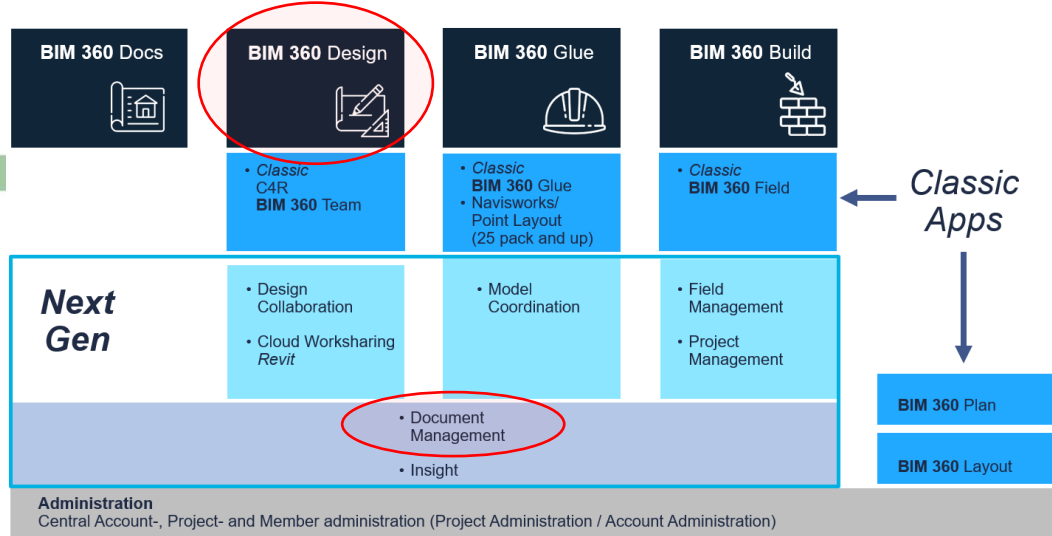 BIM 360 Docs
BIM 360 Design
BIM 360 Glue
BIM 360 Build
• Classic
C4R
BIM 360 Team
• Classic
BIM 360 Glue
• Navisworks/
Point Layout
(25 pack and up)
• Classic
BIM 360 Field
Classic
Apps
Next
Gen
• Design
Collaboration
• Cloud Worksharing
Revit
• Model
Coordination
• Field
Management
• Project
Management
• Document
Management
• Insight
BIM 360 Plan
BIM 360 Layout
Administration
Central Account-, Project- and Member administration (Project Administration / Account Administration)